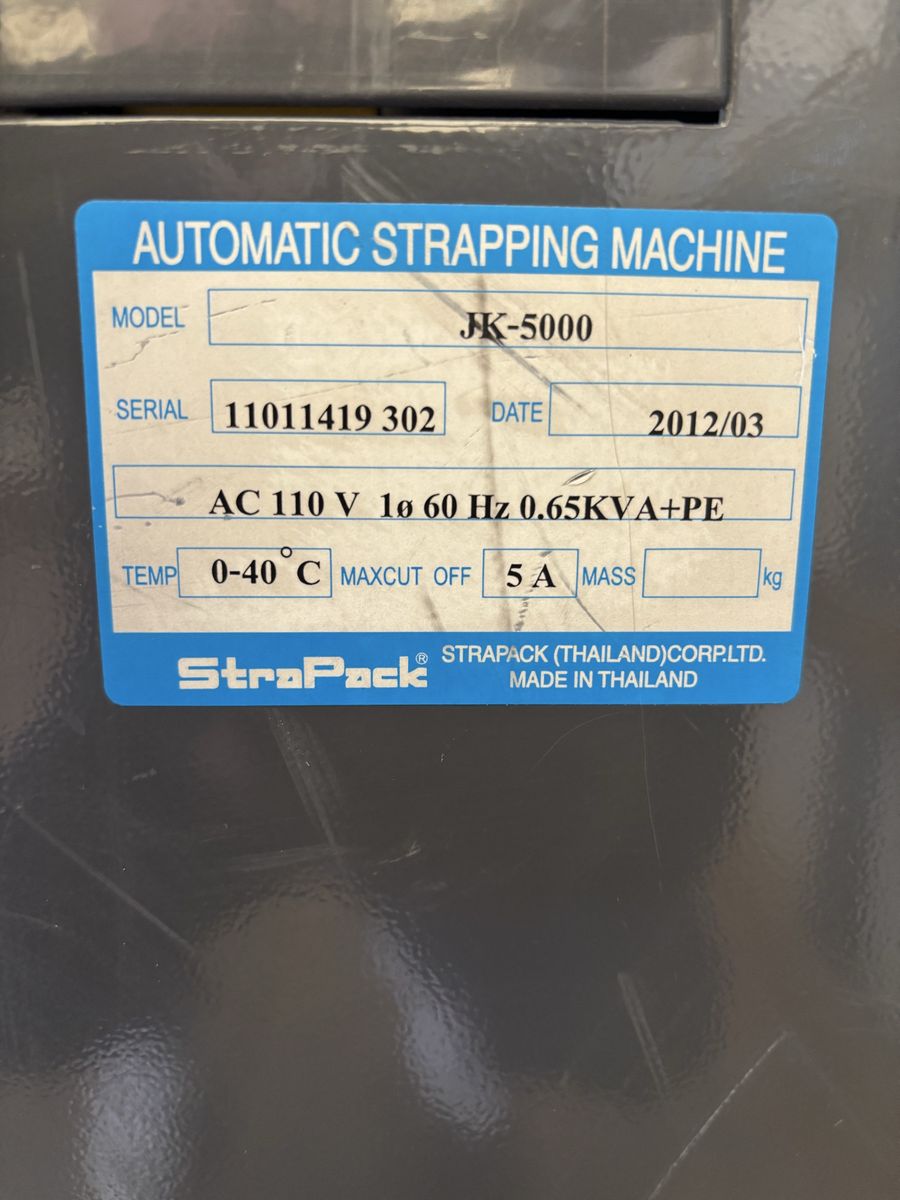 AUTOMATIC STRAPPING MACHINE
MODEL JK-5000
SERIAL 11011419 302 DATE 2012/03
AC 110 V 1ø 60 Hz 0.65KVA+PE
TEMP 0-40°C MAXCUT OFF 5 A MASS kg
StraPack® STRAPACK (THAILAND)CORP.LTD.
MADE IN THAILAND